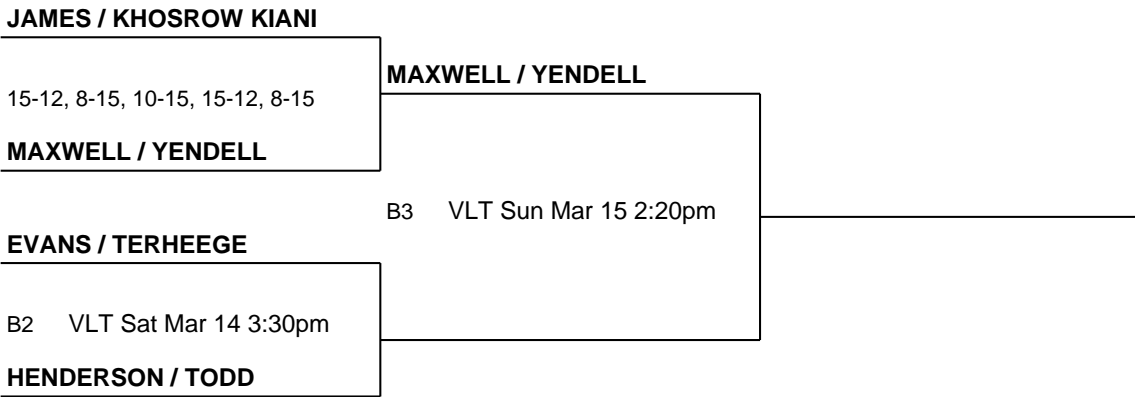 JAMES / KHOSROW KIANI
MAXWELL / YENDELL
15-12, 8-15, 10-15, 15-12, 8-15
MAXWELL / YENDELL
B3 VLT Sun Mar 15 2:20pm
EVANS / TERHEEGE
B2 VLT Sat Mar 14 3:30pm
HENDERSON / TODD